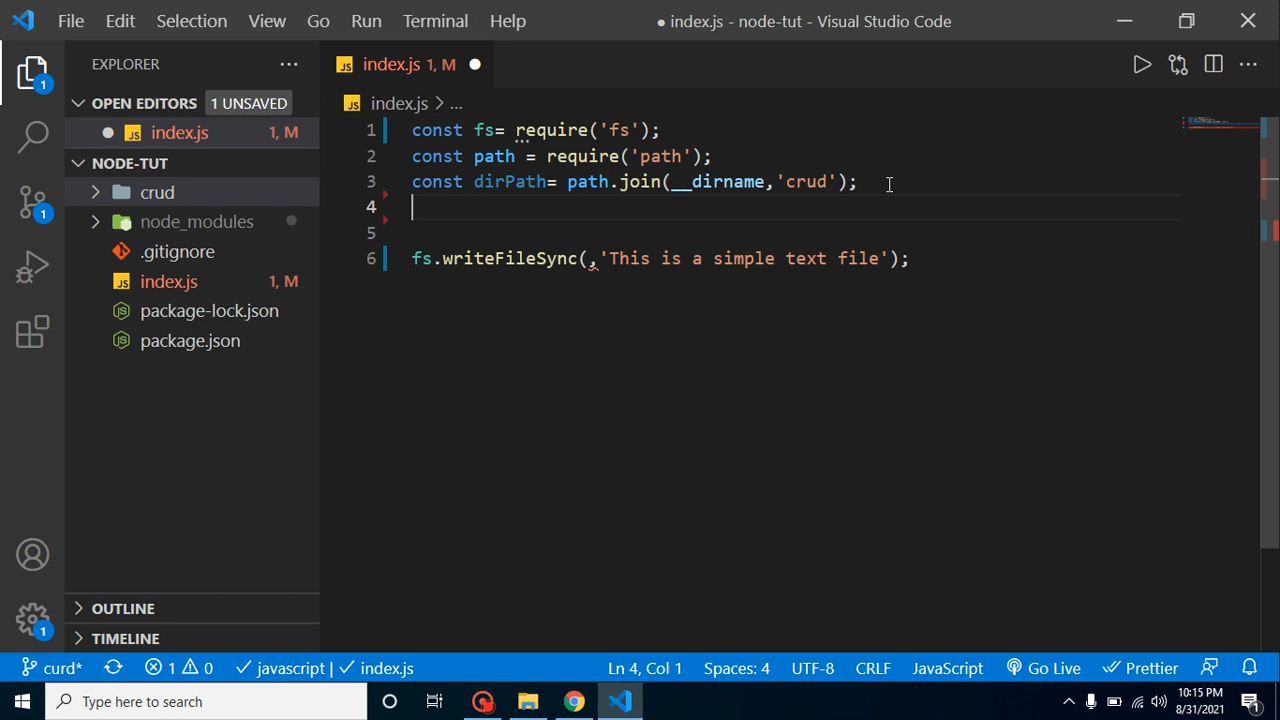 File Edit Selection View Go Run Terminal Help ● index.js - node-tut - Visual Studio Code
EXPLORER ···
index.js 1, M
OPEN EDITORS 1 UNSAVED
index.js 1, M
NODE-TUT
crud
node_modules
.gitignore
index.js 1, M
package-lock.json
package.json
OUTLINE
TIMELINE
1
1
1
index.js > ...
1 const fs= require('fs');
2 const path = require('path');
3 const dirPath= path.join(__dirname,'crud');
4
5
6 fs.writeFileSync(,'This is a simple text file');
curd* 1 0 javascript | index.js Ln 4, Col 1 Spaces: 4 UTF-8 CRLF JavaScript Go Live Prettier
Type here to search
10:15 PM
8/31/2021
1